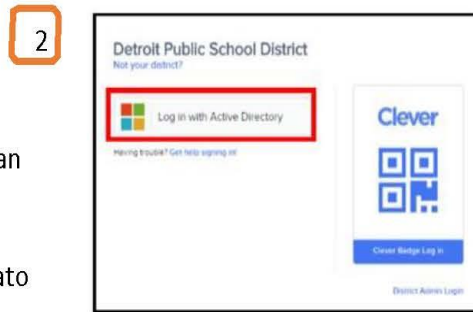 2
Detroit Public School District
Not your district?
Log in with Active Directory
Having trouble? Get help signing in!
Clever
Clever Badge Log in
District Admin Login
an
ato